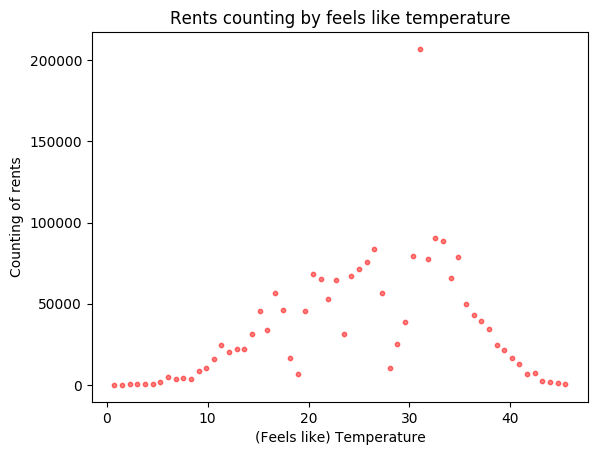 Rents counting by feels like temperature
200000
150000
100000
50000
0
Counting of rents
0 10 20 30 40
(Feels like) Temperature